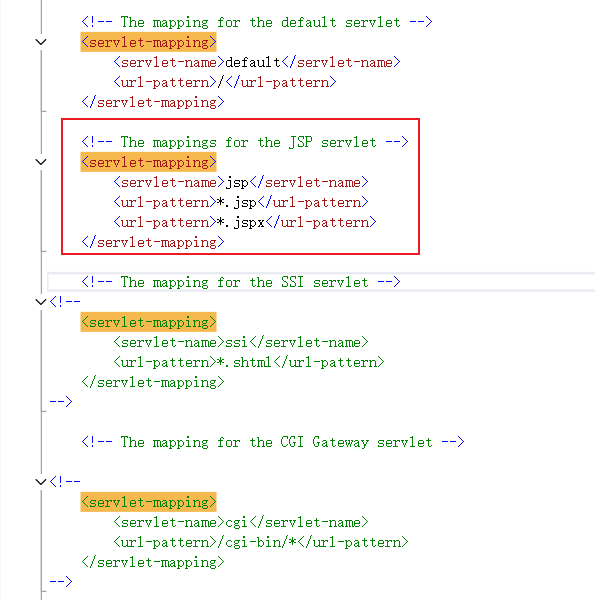 <!-- The mapping for the default servlet -->
<servlet-mapping>
<servlet-name>default</servlet-name>
<url-pattern>/</url-pattern>
</servlet-mapping>
<!-- The mappings for the JSP servlet -->
<servlet-mapping>
<servlet-name>jsp</servlet-name>
<url-pattern>*.jsp</url-pattern>
<url-pattern>*.jspx</url-pattern>
</servlet-mapping>
<!-- The mapping for the SSI servlet -->
<!--
<servlet-mapping>
<servlet-name>ssi</servlet-name>
<url-pattern>*.shtml</url-pattern>
</servlet-mapping>
-->
<!-- The mapping for the CGI Gateway servlet -->
<!--
<servlet-mapping>
<servlet-name>cgi</servlet-name>
<url-pattern>/cgi-bin/*</url-pattern>
</servlet-mapping>
-->